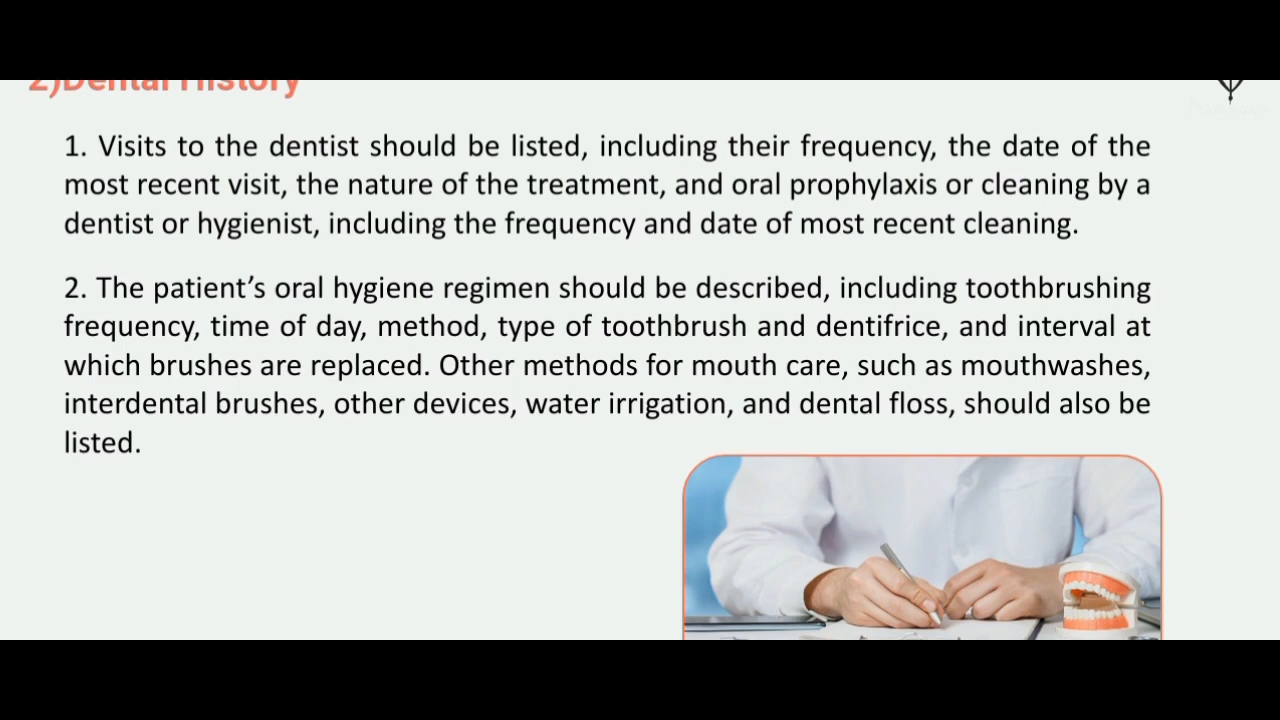 2)Dental History
1. Visits to the dentist should be listed, including their frequency, the date of the
most recent visit, the nature of the treatment, and oral prophylaxis or cleaning by a
dentist or hygienist, including the frequency and date of most recent cleaning.
2. The patient’s oral hygiene regimen should be described, including toothbrushing
frequency, time of day, method, type of toothbrush and dentifrice, and interval at
which brushes are replaced. Other methods for mouth care, such as mouthwashes,
interdental brushes, other devices, water irrigation, and dental floss, should also be
listed.